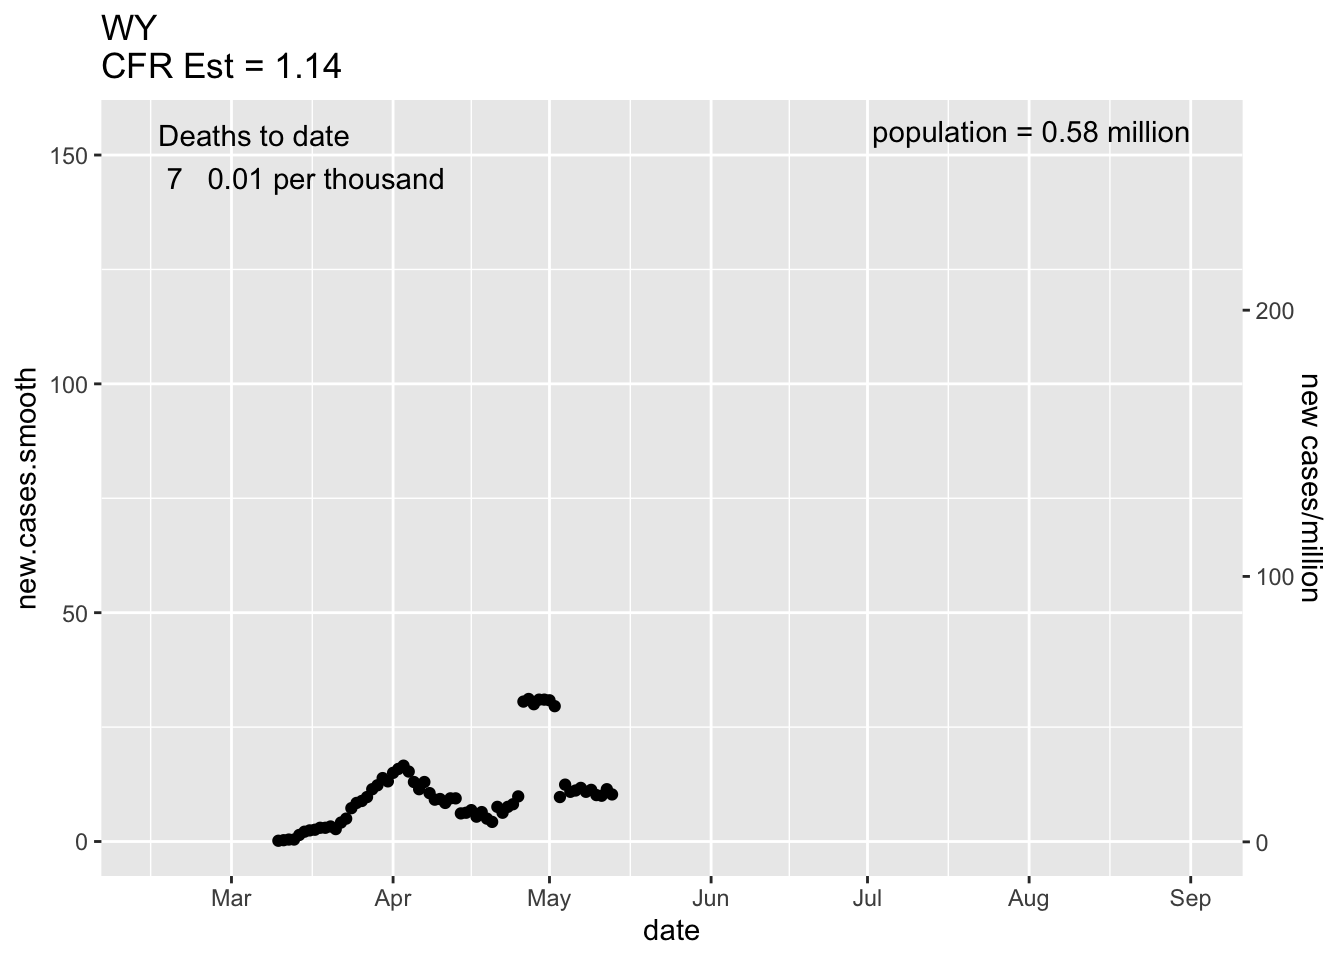 WY
CFR Est = 1.14
Deaths to date
7 0.01 per thousand
population = 0.58 million
new.cases.smooth
150
100
50
0
200
100
0
new cases/million
Mar Apr May Jun Jul Aug Sep
date